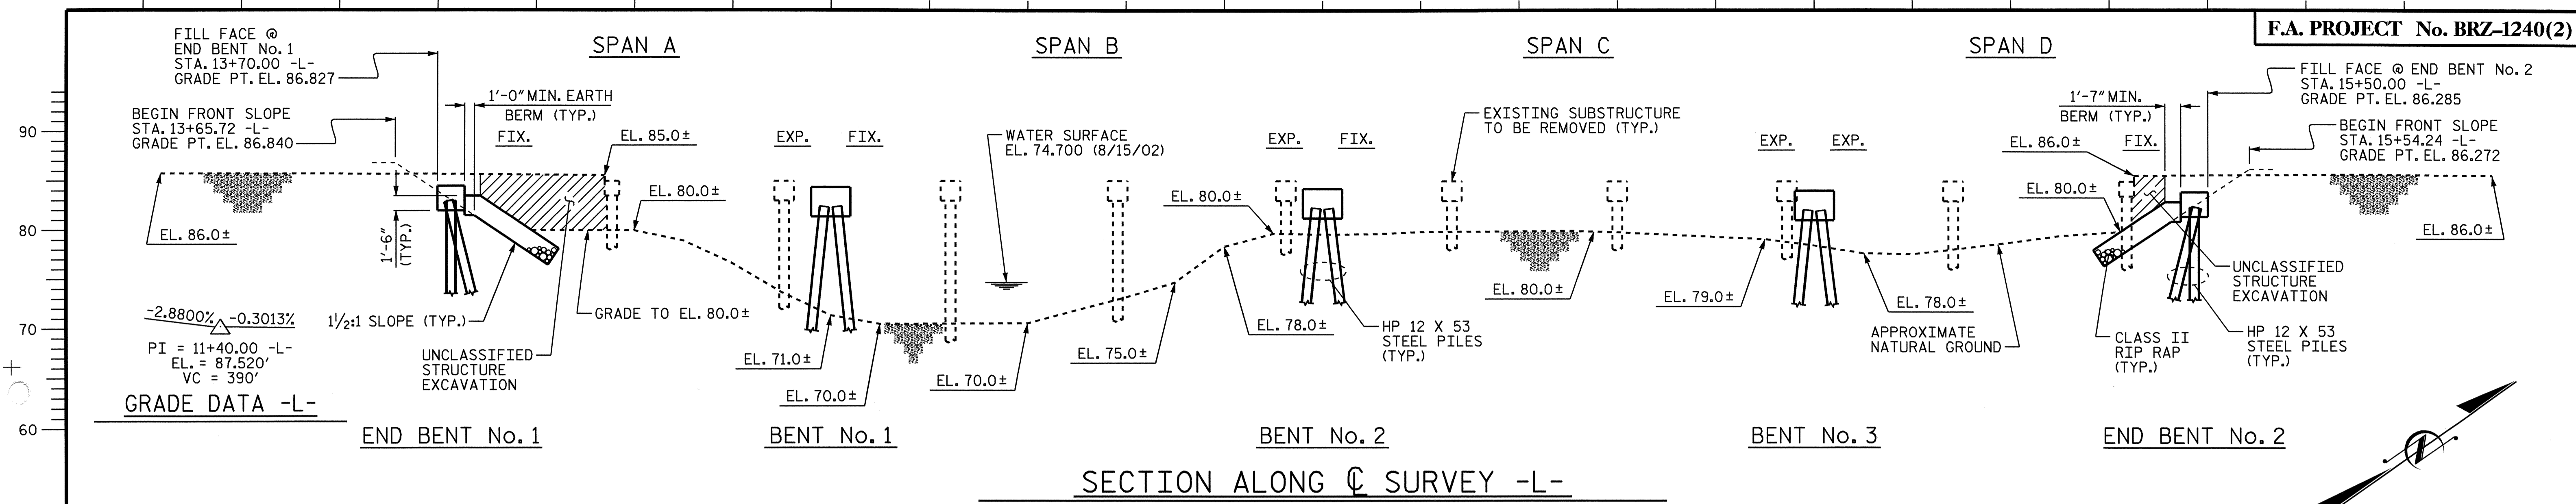 F.A. PROJECT No. BRZ–1240(2)
SPAN A
SPAN B
SPAN C
SPAN D
FILL FACE @
END BENT No. 1
STA. 13+70.00 -L-
GRADE PT. EL. 86.827
BEGIN FRONT SLOPE
STA. 13+65.72 -L-
GRADE PT. EL. 86.840
1'-0" MIN. EARTH
BERM (TYP.)
FIX.
EL. 85.0±
EXP.
FIX.
WATER SURFACE
EL. 74.700 (8/15/02)
EXP.
FIX.
EXISTING SUBSTRUCTURE
TO BE REMOVED (TYP.)
EXP.
EXP.
1'-7" MIN.
BERM (TYP.)
FIX.
FILL FACE @ END BENT No. 2
STA. 15+50.00 -L-
GRADE PT. EL. 86.285
BEGIN FRONT SLOPE
STA. 15+54.24 -L-
GRADE PT. EL. 86.272
EL. 86.0±
90
80
70
60
EL. 86.0±
1'-6"
(TYP.)
EL. 80.0±
EL. 80.0±
EL. 80.0±
EL. 86.0±
-2.8800%
-0.3013%
PI = 11+40.00 -L-
EL. = 87.520'
VC = 390'
GRADE DATA -L-
1½:1 SLOPE (TYP.)
UNCLASSIFIED
STRUCTURE
EXCAVATION
GRADE TO EL. 80.0±
EL. 71.0±
EL. 70.0±
EL. 70.0±
EL. 75.0±
EL. 78.0±
HP 12 X 53
STEEL PILES
(TYP.)
EL. 80.0±
EL. 79.0±
EL. 78.0±
APPROXIMATE
NATURAL GROUND
CLASS II
RIP RAP
(TYP.)
UNCLASSIFIED
STRUCTURE
EXCAVATION
HP 12 X 53
STEEL PILES
(TYP.)
END BENT No. 1
BENT No. 1
BENT No. 2
BENT No. 3
END BENT No. 2
SECTION ALONG ℄ SURVEY -L-